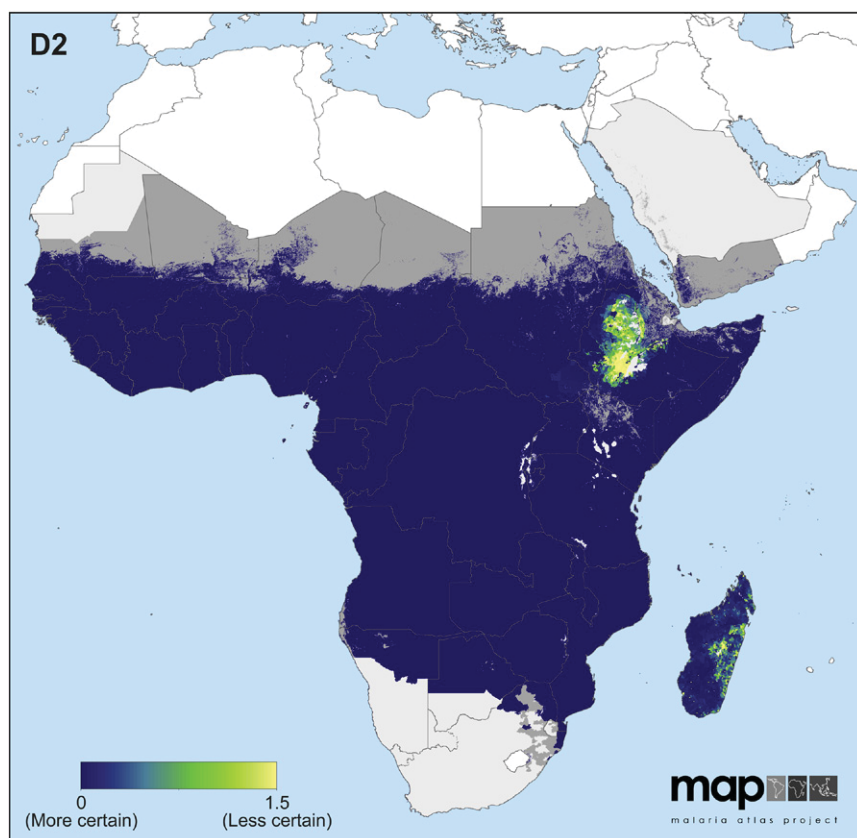 D2
0
1.5
(More certain)
(Less certain)
map
malaria atlas project